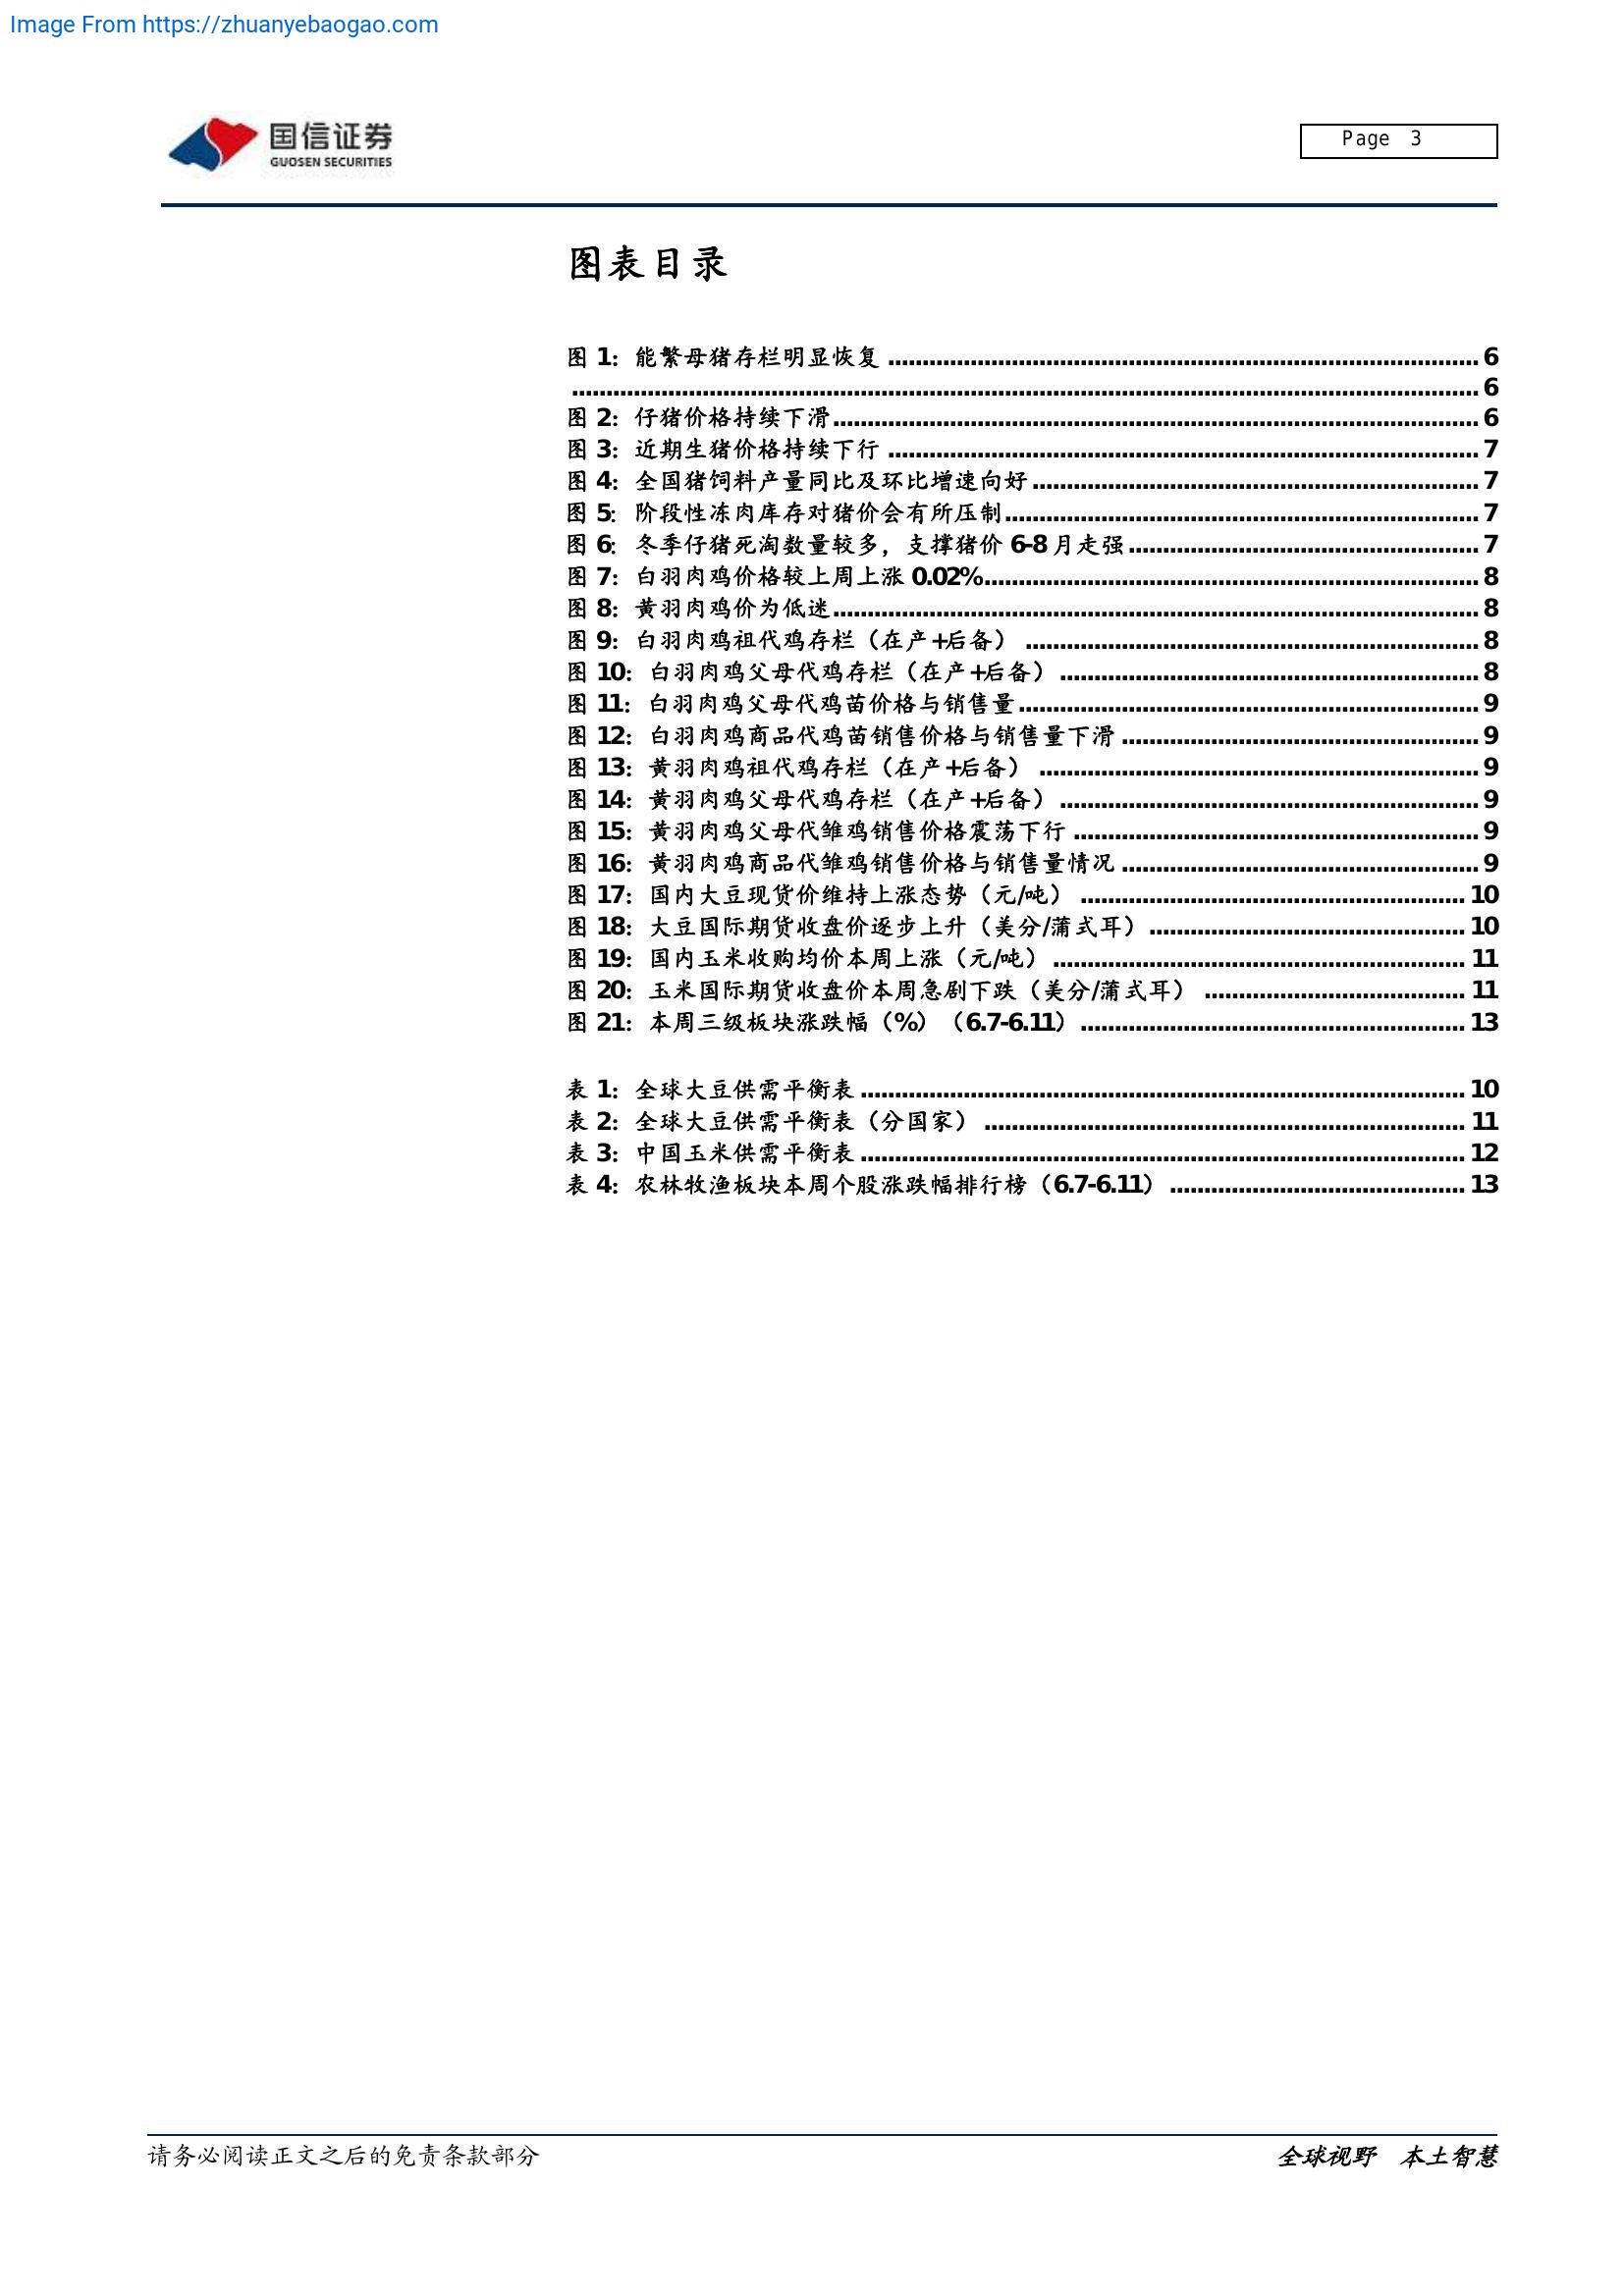 Image From https://zhuanyebaogao.com
国信证券
GUOSEN SECURITIES
Page 3
图表目录
图 1：能繁母猪存栏明显恢复 ........................................ 6
........................................ 6
图 2：仔猪价格持续下滑 ........................................ 6
图 3：近期生猪价格持续下行 ........................................ 7
图 4：全国猪饲料产量同比及环比增速向好 ........................................ 7
图 5：阶段性冻肉库存对猪价会有所压制 ........................................ 7
图 6：冬季仔猪死淘数量较多，支撑猪价 6-8 月走强 ........................................ 7
图 7：白羽肉鸡价格较上周上涨 0.02% ........................................ 8
图 8：黄羽肉鸡价为低迷 ........................................ 8
图 9：白羽肉鸡祖代鸡存栏（在产+后备） ........................................ 8
图 10：白羽肉鸡父母代鸡存栏（在产+后备） ........................................ 8
图 11：白羽肉鸡父母代鸡苗价格与销售量 ........................................ 9
图 12：白羽肉鸡商品代鸡苗销售价格与销售量下滑 ........................................ 9
图 13：黄羽肉鸡祖代鸡存栏（在产+后备） ........................................ 9
图 14：黄羽肉鸡父母代鸡存栏（在产+后备） ........................................ 9
图 15：黄羽肉鸡父母代雏鸡销售价格震荡下行 ........................................ 9
图 16：黄羽肉鸡商品代雏鸡销售价格与销售量情况 ........................................ 9
图 17：国内大豆现货价维持上涨态势（元/吨） ........................................ 10
图 18：大豆国际期货收盘价逐步上升（美分/蒲式耳） ........................................ 10
图 19：国内玉米收购均价本周上涨（元/吨） ........................................ 11
图 20：玉米国际期货收盘价本周急剧下跌（美分/蒲式耳） ........................................ 11
图 21：本周三级板块涨跌幅（%）（6.7-6.11） ........................................ 13
表 1：全球大豆供需平衡表 ........................................ 10
表 2：全球大豆供需平衡表（分国家） ........................................ 11
表 3：中国玉米供需平衡表 ........................................ 12
表 4：农林牧渔板块本周个股涨跌幅排行榜（6.7-6.11） ........................................ 13
请务必阅读正文之后的免责条款部分
全球视野 本土智慧